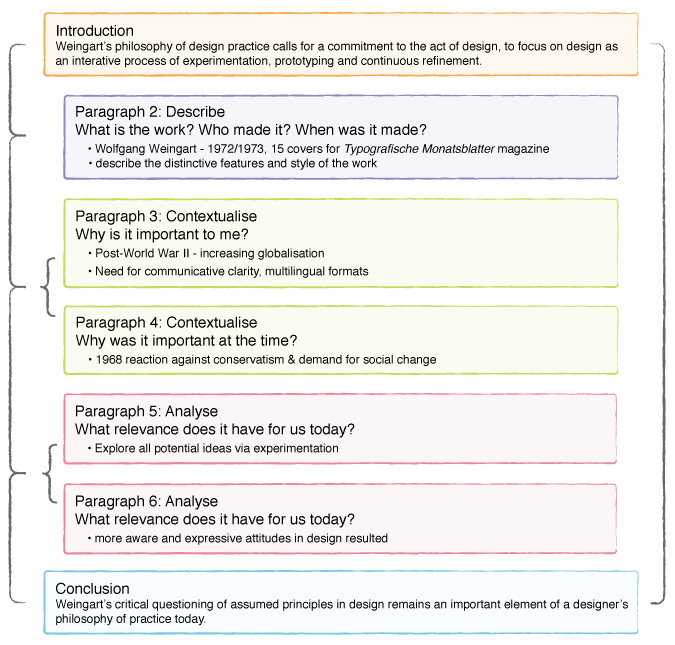 Introduction
Weingart's philosophy of design practice calls for a commitment to the act of design, to focus on design as
an interative process of experimentation, prototyping and continuous refinement.
Paragraph 2: Describe
What is the work? Who made it? When was it made?
• Wolfgang Weingart - 1972/1973, 15 covers for Typografische Monatsblatter magazine
• describe the distinctive features and style of the work
Paragraph 3: Contextualise
Why is it important to me?
• Post-World War II - increasing globalisation
• Need for communicative clarity, multilingual formats
Paragraph 4: Contextualise
Why was it important at the time?
• 1968 reaction against conservatism & demand for social change
Paragraph 5: Analyse
What relevance does it have for us today?
• Explore all potential ideas via experimentation
Paragraph 6: Analyse
What relevance does it have for us today?
• more aware and expressive attitudes in design resulted
Conclusion
Weingart's critical questioning of assumed principles in design remains an important element of a designer's
philosophy of practice today.